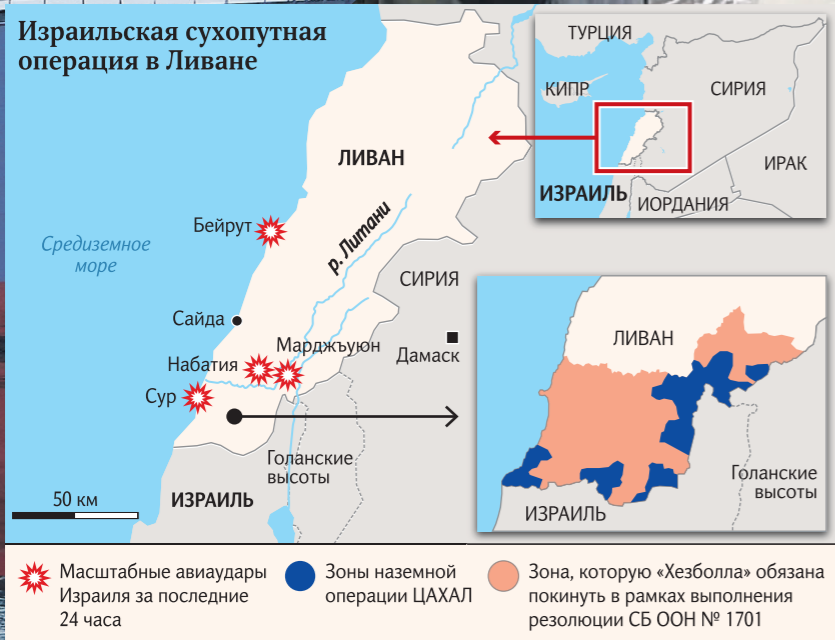 Израильская сухопутная
операция в Ливане
ТУРЦИЯ
КИПР
СИРИЯ
ИРАК
ИЗРАИЛЬ
ИОРДАНИЯ
ЛИВАН
р. Литани
Бейрут
Средиземное
море
СИРИЯ
Сайда
Марджъуюн
Дамаск
Набатия
Сур
Голанские
высоты
50 км
ИЗРАИЛЬ
ЛИВАН
Голанские
высоты
ИЗРАИЛЬ
Масштабные авиаудары
Израиля за последние
24 часа
Зоны наземной
операции ЦАХАЛ
Зона, которую «Хезболла» обязана
покинуть в рамках выполнения
резолюции СБ ООН № 1701